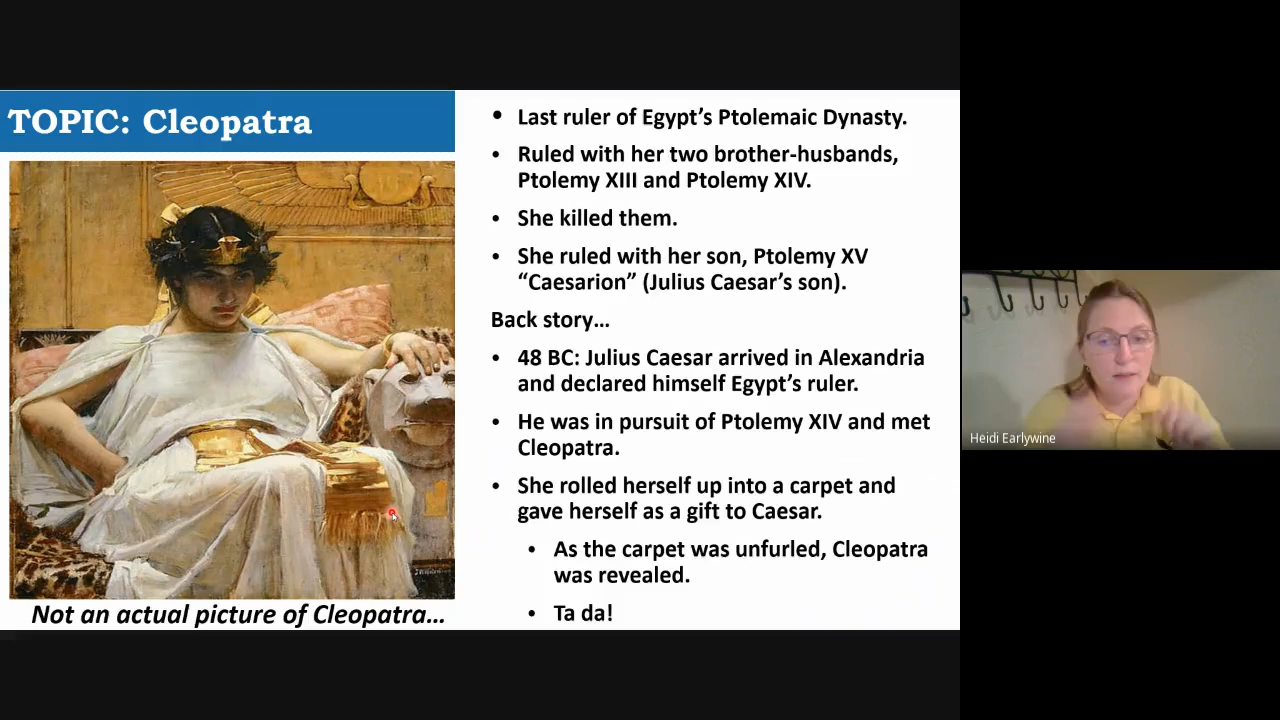 TOPIC: Cleopatra
Not an actual picture of Cleopatra...
• Last ruler of Egypt's Ptolemaic Dynasty.
• Ruled with her two brother-husbands,
Ptolemy XIII and Ptolemy XIV.
• She killed them.
• She ruled with her son, Ptolemy XV
“Caesarion” (Julius Caesar's son).
Back story...
• 48 BC: Julius Caesar arrived in Alexandria
and declared himself Egypt's ruler.
• He was in pursuit of Ptolemy XIV and met
Cleopatra.
• She rolled herself up into a carpet and
gave herself as a gift to Caesar.
• As the carpet was unfurled, Cleopatra
was revealed.
• Ta da!
Heidi Earlywine